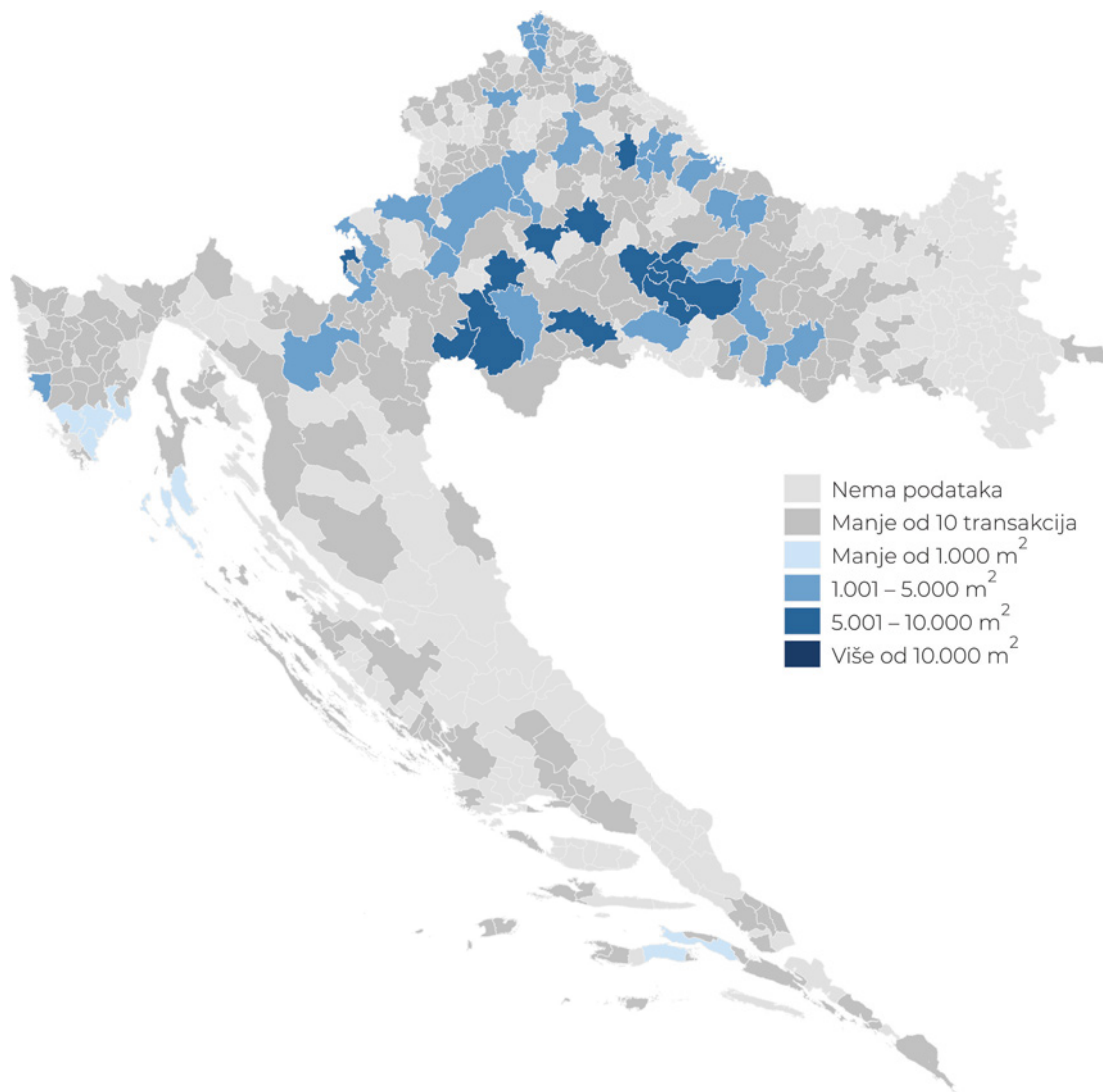 Nema podataka
Manje od 10 transakcija
Manje od 1.000 m²
1.001 – 5.000 m²
5.001 – 10.000 m²
Više od 10.000 m²